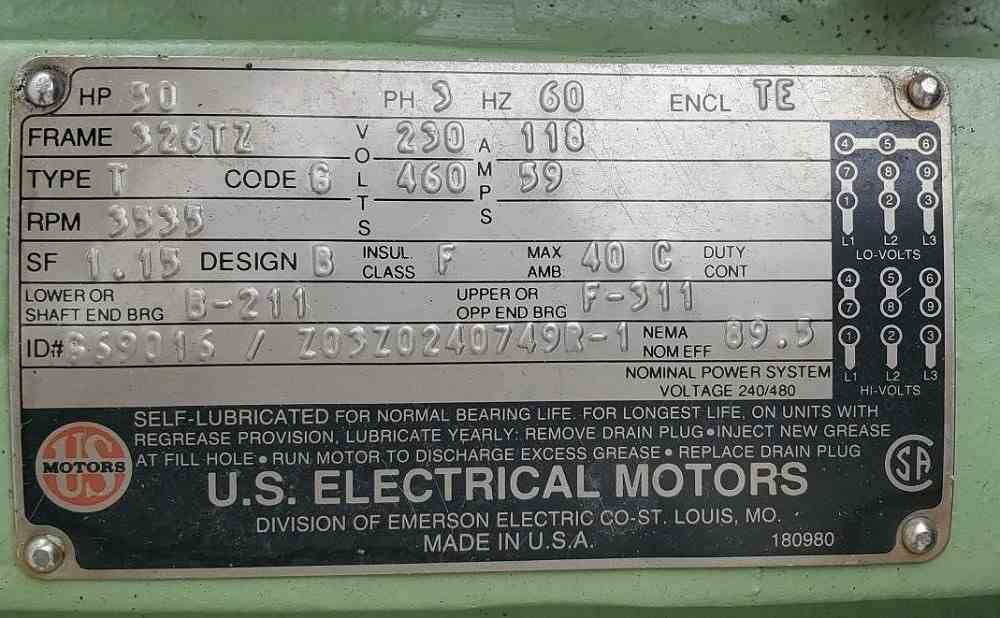 HP 50 PH 3 HZ 60 ENCL TE
FRAME 326TZ VOLTS 230 AMPS 118
TYPE T CODE G 460 59
RPM 3535
SF 1.15 DESIGN B INSUL CLASS F MAX AMB 40 C DUTY CONT
LOWER OR SHAFT END BRG B-211 UPPER OR OPP END BRG F-311
ID# / Z03Z0240749R-1 NEMA NOM EFF 89.5
NOMINAL POWER SYSTEM
VOLTAGE 240/480
4 5 6
7 8 9
1 2 3
L1 L2 L3
LO-VOLTS
4 5 6
7 8 9
1 2 3
L1 L2 L3
HI-VOLTS
SELF-LUBRICATED FOR NORMAL BEARING LIFE. FOR LONGEST LIFE, ON UNITS WITH
REGREASE PROVISION, LUBRICATE YEARLY: REMOVE DRAIN PLUG•INJECT NEW GREASE
AT FILL HOLE• RUN MOTOR TO DISCHARGE EXCESS GREASE• REPLACE DRAIN PLUG
US MOTORS
SA
U.S. ELECTRICAL MOTORS
DIVISION OF EMERSON ELECTRIC CO-ST. LOUIS, MO.
MADE IN U.S.A. 180980